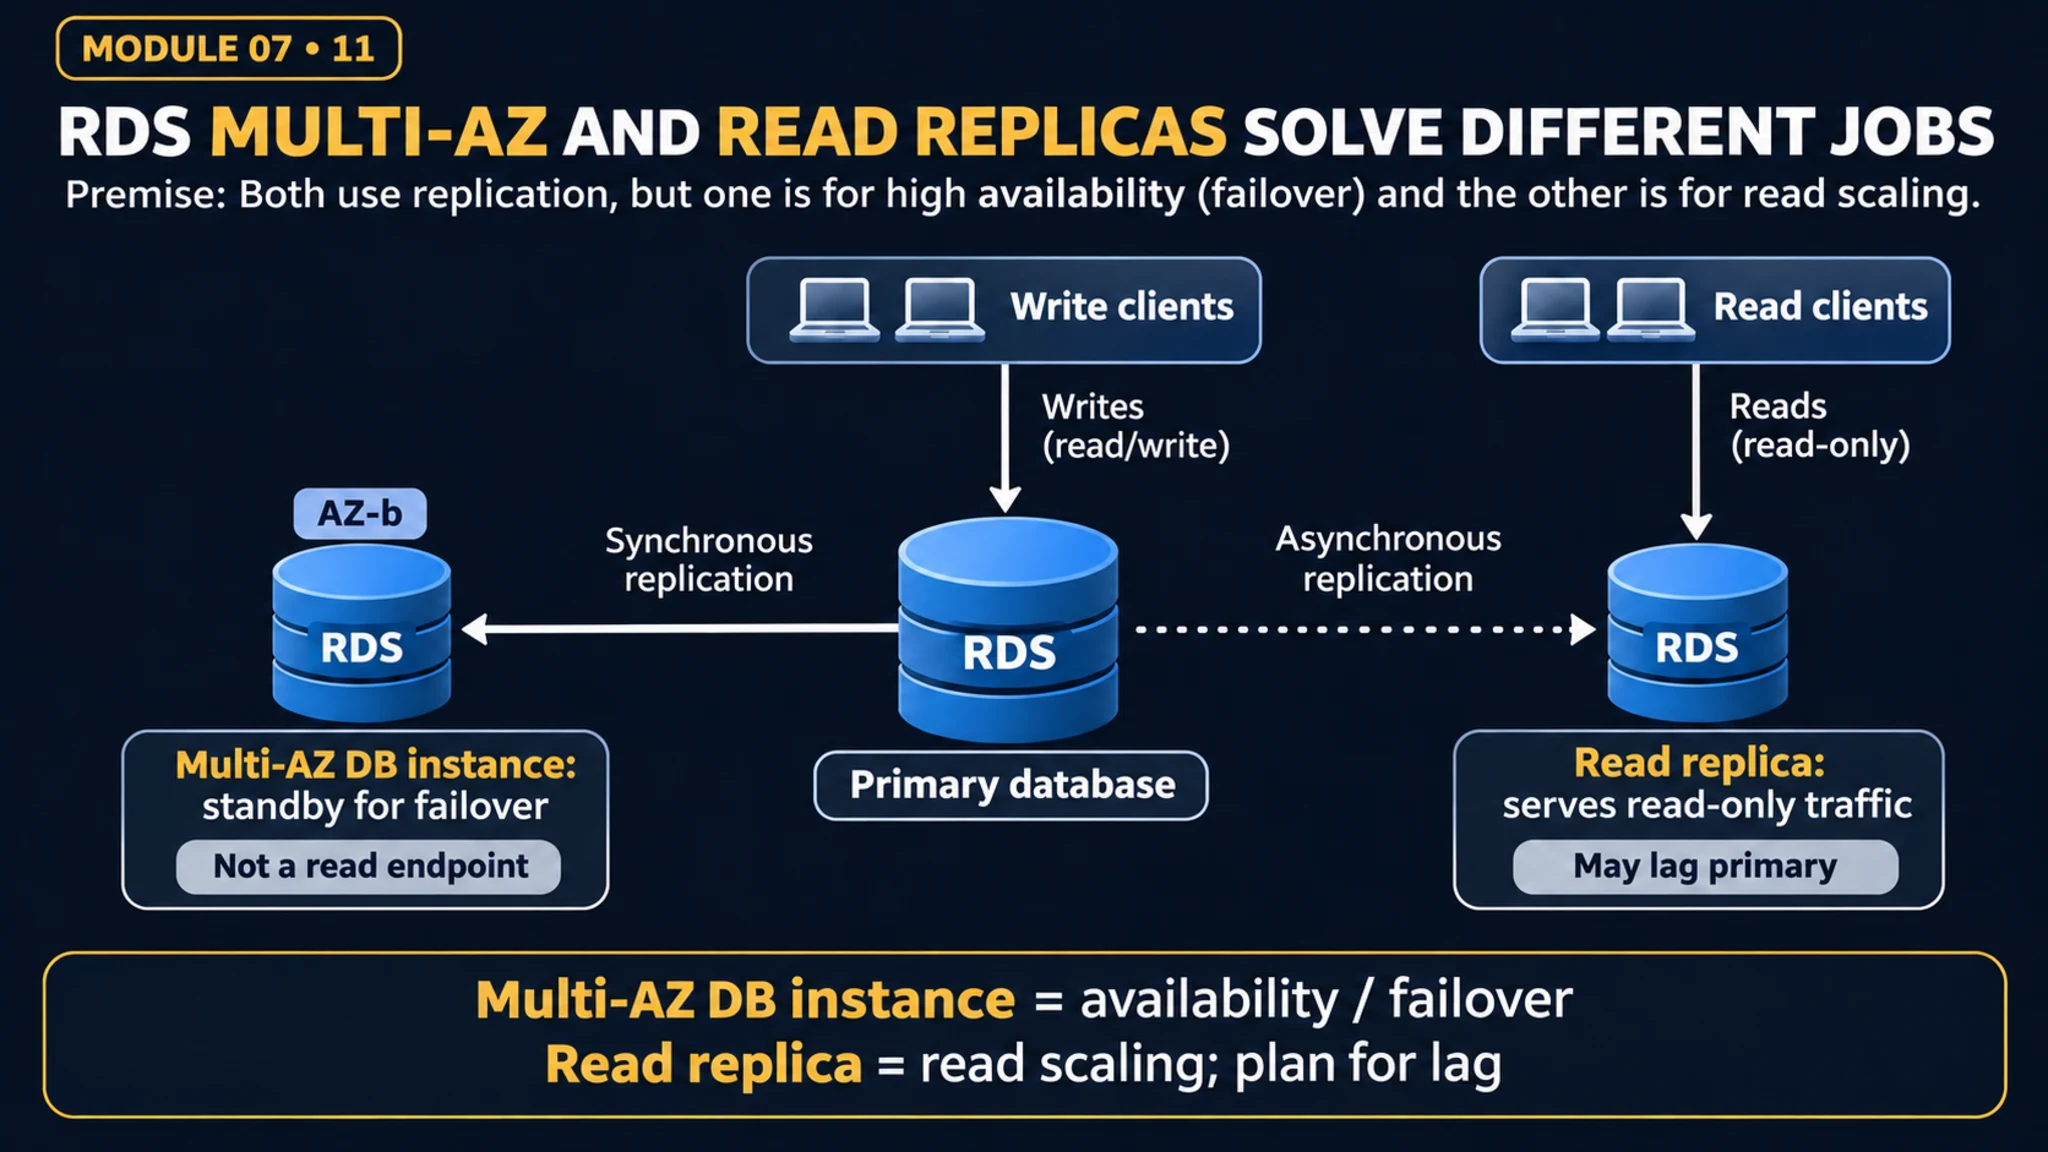 MODULE 07 • 11
RDS MULTI-AZ AND READ REPLICAS SOLVE DIFFERENT JOBS
Premise: Both use replication, but one is for high availability (failover) and the other is for read scaling.
Write clients
Read clients
Writes
(read/write)
Reads
(read-only)
AZ-b
Synchronous
replication
Asynchronous
replication
RDS
RDS
RDS
Multi-AZ DB instance:
standby for failover
Not a read endpoint
Primary database
Read replica:
serves read-only traffic
May lag primary
Multi-AZ DB instance = availability / failover
Read replica = read scaling; plan for lag